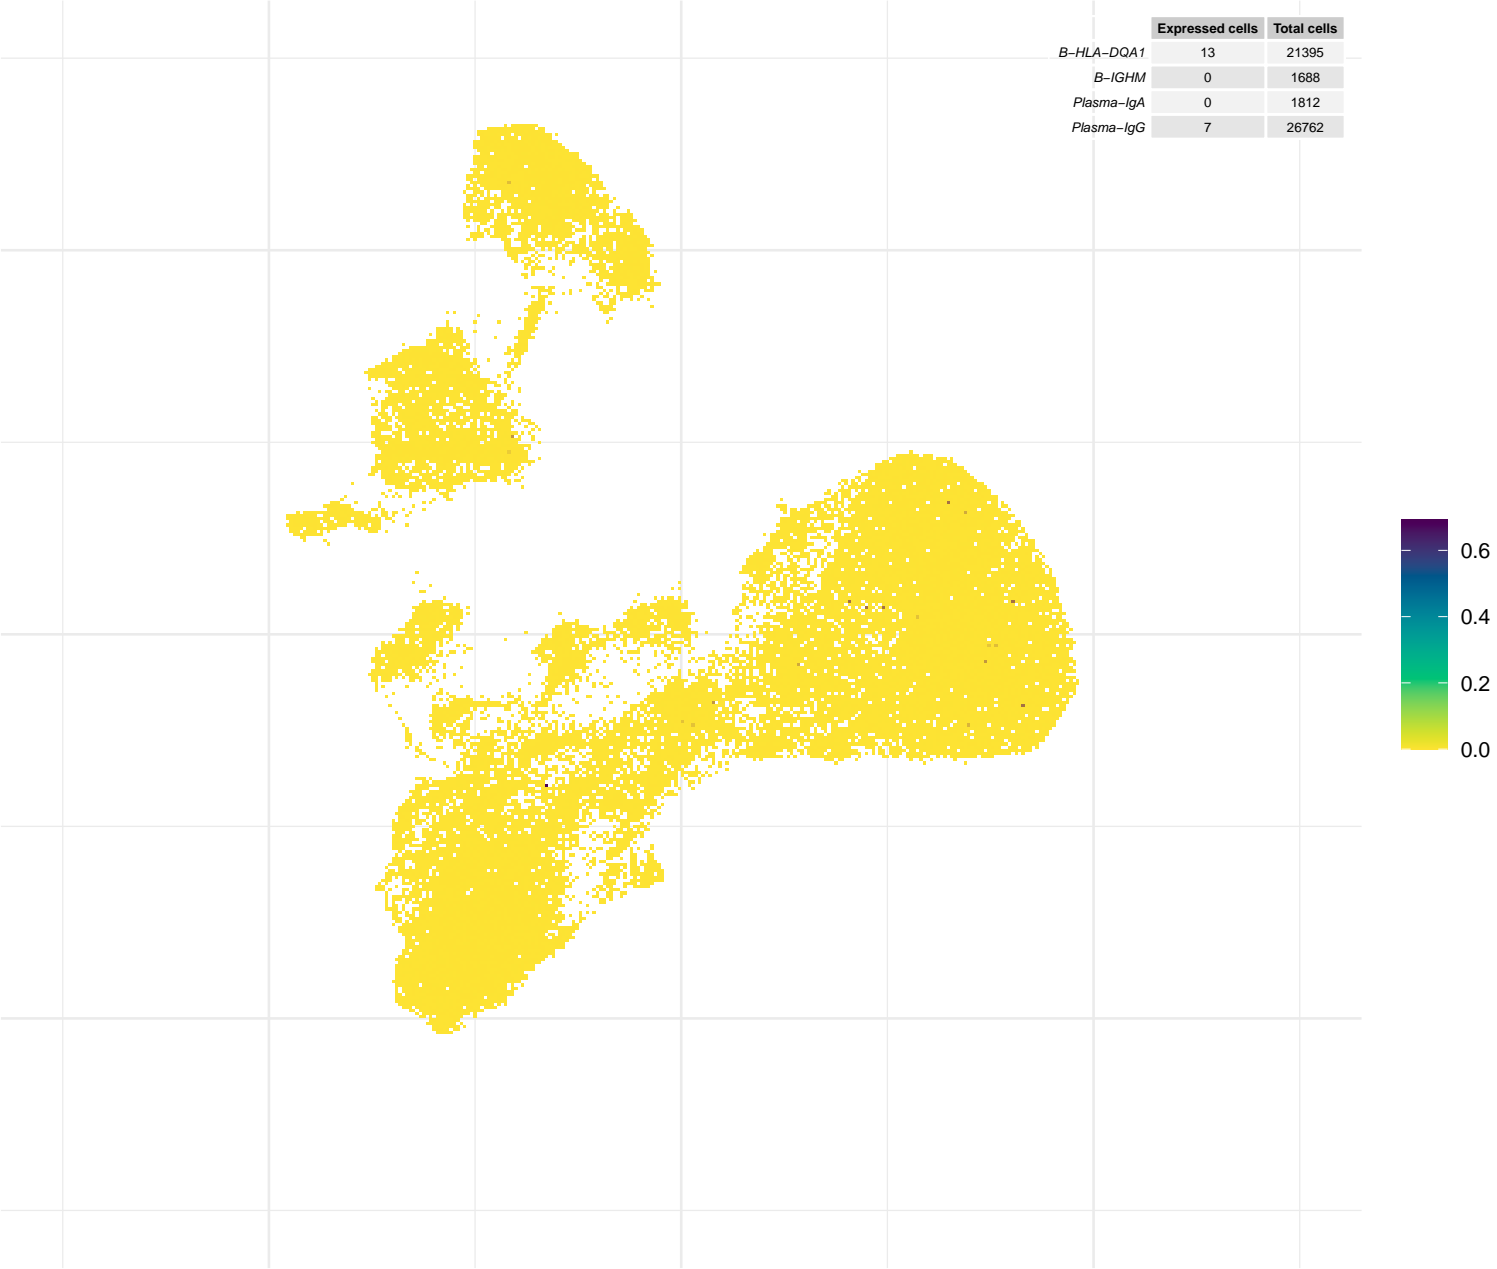 Expressed cells Total cells
B−HLA−DQA1 13 21395
B−IGHM 0 1688
Plasma−IgA 0 1812
Plasma−IgG 7 26762
0.6
0.4
0.2
0.0